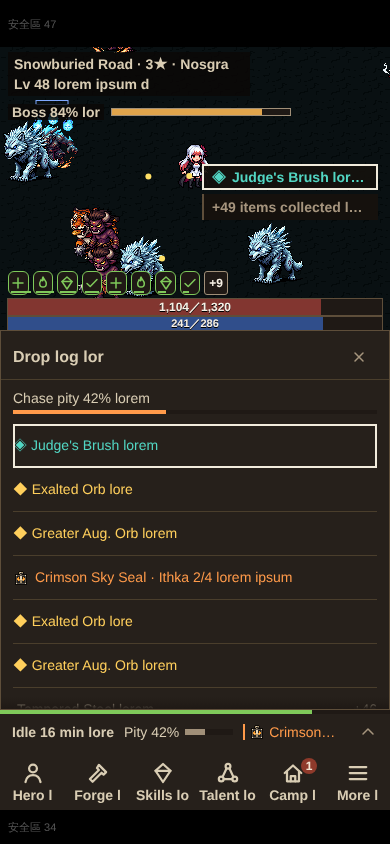 安全區 47
Snowburied Road · 3★ · Nosgra
Lv 48 lorem ipsum d
Boss 84% lor
Judge's Brush lor…
+49 items collected l…
+9
1,104／1,320
241／286
Drop log lor
Chase pity 42% lorem
Judge's Brush lorem
Exalted Orb lore
Greater Aug. Orb lorem
Crimson Sky Seal · Ithka 2/4 lorem ipsum
Exalted Orb lore
Greater Aug. Orb lorem
Tempered Steel lorem
Idle 16 min lore Pity 42% Crimson…
1
Hero l Forge l Skills lo Talent lo Camp l More l
安全區 34